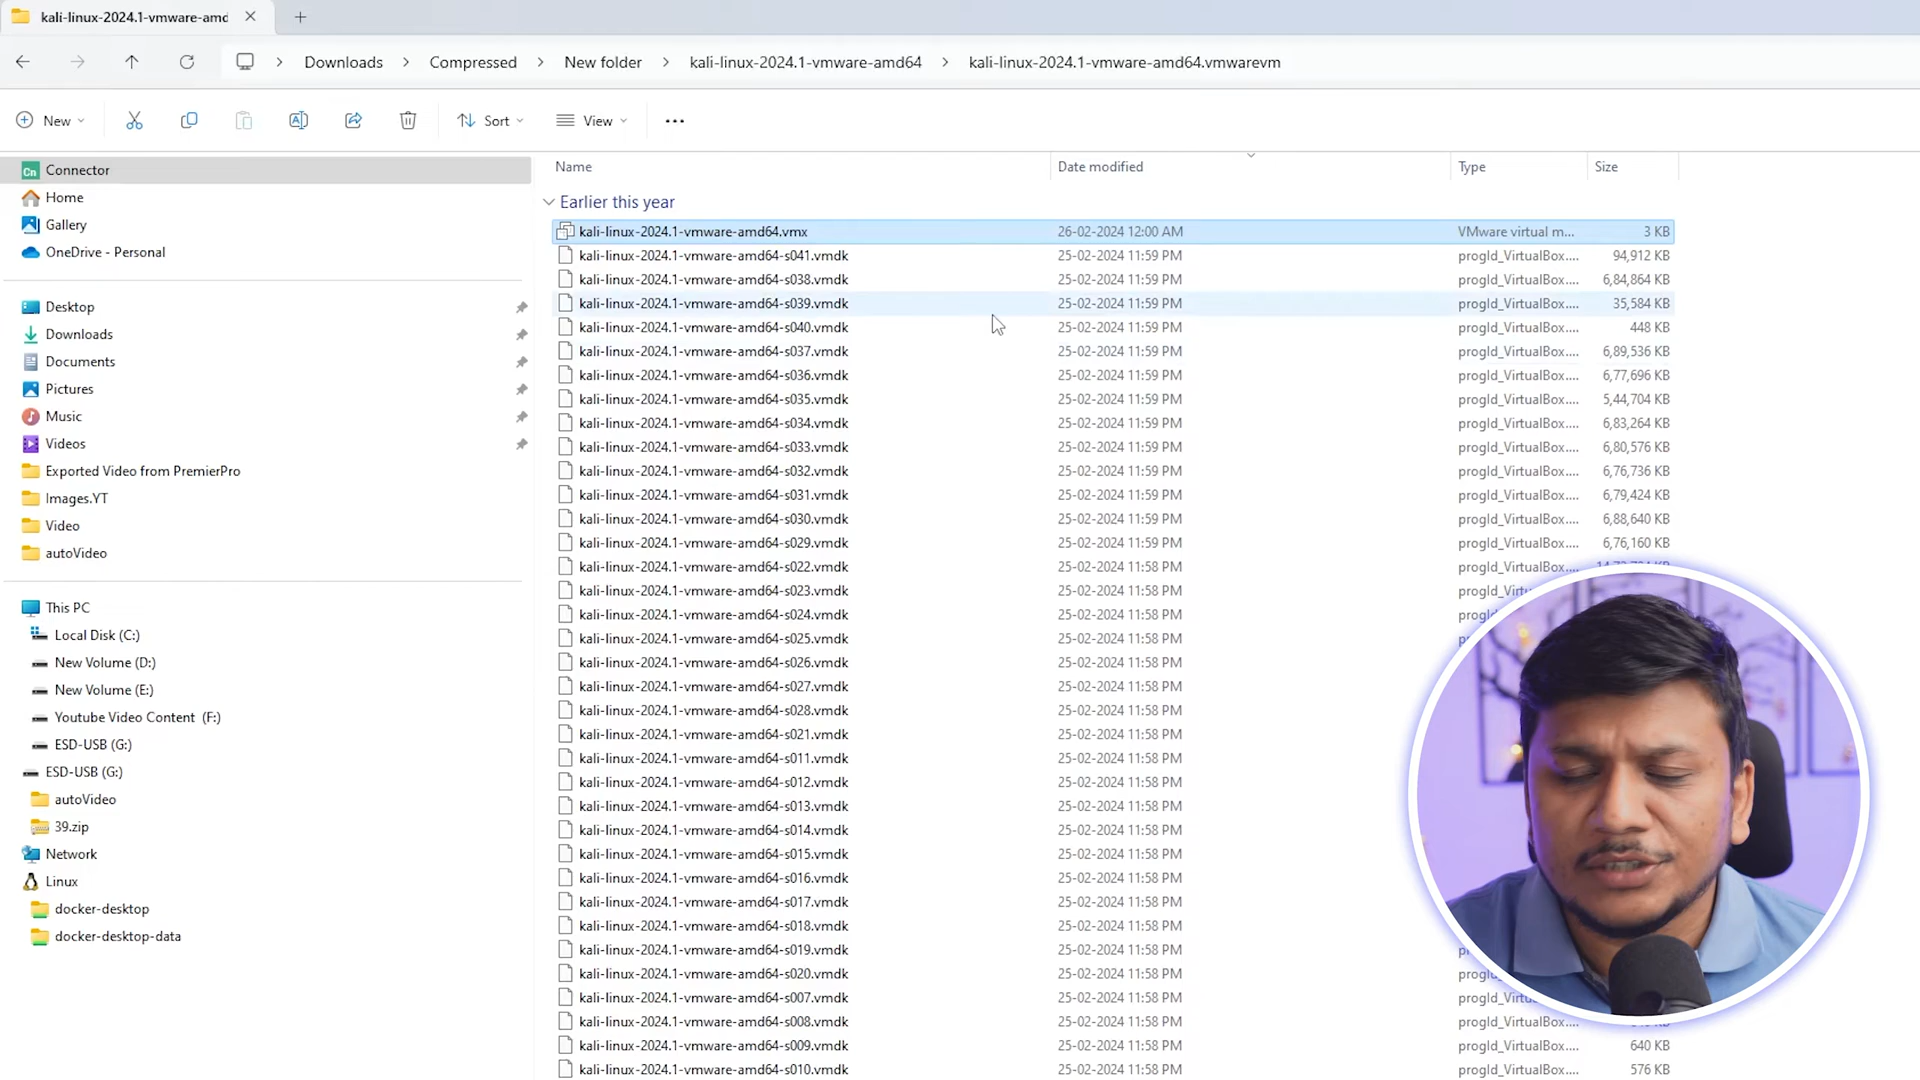 kali-linux-2024.1-vmware-amd
Downloads > Compressed > New folder > kali-linux-2024.1-vmware-amd64 > kali-linux-2024.1-vmware-amd64.vmwarevm
New Sort View ...
Name Date modified Type Size
Cn Connector
Home
Gallery
OneDrive - Personal
Desktop
Downloads
Documents
Pictures
Music
Videos
Exported Video from PremierPro
Images.YT
Video
autoVideo
This PC
Local Disk (C:)
New Volume (D:)
New Volume (E:)
Youtube Video Content (F:)
ESD-USB (G:)
ESD-USB (G:)
autoVideo
39.zip
Network
Linux
docker-desktop
docker-desktop-data
Earlier this year
kali-linux-2024.1-vmware-amd64.vmx 26-02-2024 12:00 AM VMware virtual m... 3 KB
kali-linux-2024.1-vmware-amd64-s041.vmdk 25-02-2024 11:59 PM progId_VirtualBox.... 94,912 KB
kali-linux-2024.1-vmware-amd64-s038.vmdk 25-02-2024 11:59 PM progId_VirtualBox.... 6,84,864 KB
kali-linux-2024.1-vmware-amd64-s039.vmdk 25-02-2024 11:59 PM progId_VirtualBox.... 35,584 KB
kali-linux-2024.1-vmware-amd64-s040.vmdk 25-02-2024 11:59 PM progId_VirtualBox.... 448 KB
kali-linux-2024.1-vmware-amd64-s037.vmdk 25-02-2024 11:59 PM progId_VirtualBox.... 6,89,536 KB
kali-linux-2024.1-vmware-amd64-s036.vmdk 25-02-2024 11:59 PM progId_VirtualBox.... 6,77,696 KB
kali-linux-2024.1-vmware-amd64-s035.vmdk 25-02-2024 11:59 PM progId_VirtualBox.... 5,44,704 KB
kali-linux-2024.1-vmware-amd64-s034.vmdk 25-02-2024 11:59 PM progId_VirtualBox.... 6,83,264 KB
kali-linux-2024.1-vmware-amd64-s033.vmdk 25-02-2024 11:59 PM progId_VirtualBox.... 6,80,576 KB
kali-linux-2024.1-vmware-amd64-s032.vmdk 25-02-2024 11:59 PM progId_VirtualBox.... 6,76,736 KB
kali-linux-2024.1-vmware-amd64-s031.vmdk 25-02-2024 11:59 PM progId_VirtualBox.... 6,79,424 KB
kali-linux-2024.1-vmware-amd64-s030.vmdk 25-02-2024 11:59 PM progId_VirtualBox.... 6,88,640 KB
kali-linux-2024.1-vmware-amd64-s029.vmdk 25-02-2024 11:59 PM progId_VirtualBox.... 6,76,160 KB
kali-linux-2024.1-vmware-amd64-s022.vmdk 25-02-2024 11:58 PM progId_VirtualBox....
kali-linux-2024.1-vmware-amd64-s023.vmdk 25-02-2024 11:58 PM
kali-linux-2024.1-vmware-amd64-s024.vmdk 25-02-2024 11:58 PM
kali-linux-2024.1-vmware-amd64-s025.vmdk 25-02-2024 11:58 PM
kali-linux-2024.1-vmware-amd64-s026.vmdk 25-02-2024 11:58 PM
kali-linux-2024.1-vmware-amd64-s027.vmdk 25-02-2024 11:58 PM
kali-linux-2024.1-vmware-amd64-s028.vmdk 25-02-2024 11:58 PM
kali-linux-2024.1-vmware-amd64-s021.vmdk 25-02-2024 11:58 PM
kali-linux-2024.1-vmware-amd64-s011.vmdk 25-02-2024 11:58 PM
kali-linux-2024.1-vmware-amd64-s012.vmdk 25-02-2024 11:58 PM
kali-linux-2024.1-vmware-amd64-s013.vmdk 25-02-2024 11:58 PM
kali-linux-2024.1-vmware-amd64-s014.vmdk 25-02-2024 11:58 PM
kali-linux-2024.1-vmware-amd64-s015.vmdk 25-02-2024 11:58 PM
kali-linux-2024.1-vmware-amd64-s016.vmdk 25-02-2024 11:58 PM
kali-linux-2024.1-vmware-amd64-s017.vmdk 25-02-2024 11:58 PM
kali-linux-2024.1-vmware-amd64-s018.vmdk 25-02-2024 11:58 PM
kali-linux-2024.1-vmware-amd64-s019.vmdk 25-02-2024 11:58 PM
kali-linux-2024.1-vmware-amd64-s020.vmdk 25-02-2024 11:58 PM
kali-linux-2024.1-vmware-amd64-s007.vmdk 25-02-2024 11:58 PM
kali-linux-2024.1-vmware-amd64-s008.vmdk 25-02-2024 11:58 PM
kali-linux-2024.1-vmware-amd64-s009.vmdk 25-02-2024 11:58 PM progId_VirtualBox.... 640 KB
kali-linux-2024.1-vmware-amd64-s010.vmdk 25-02-2024 11:58 PM progId_VirtualBox.... 576 KB